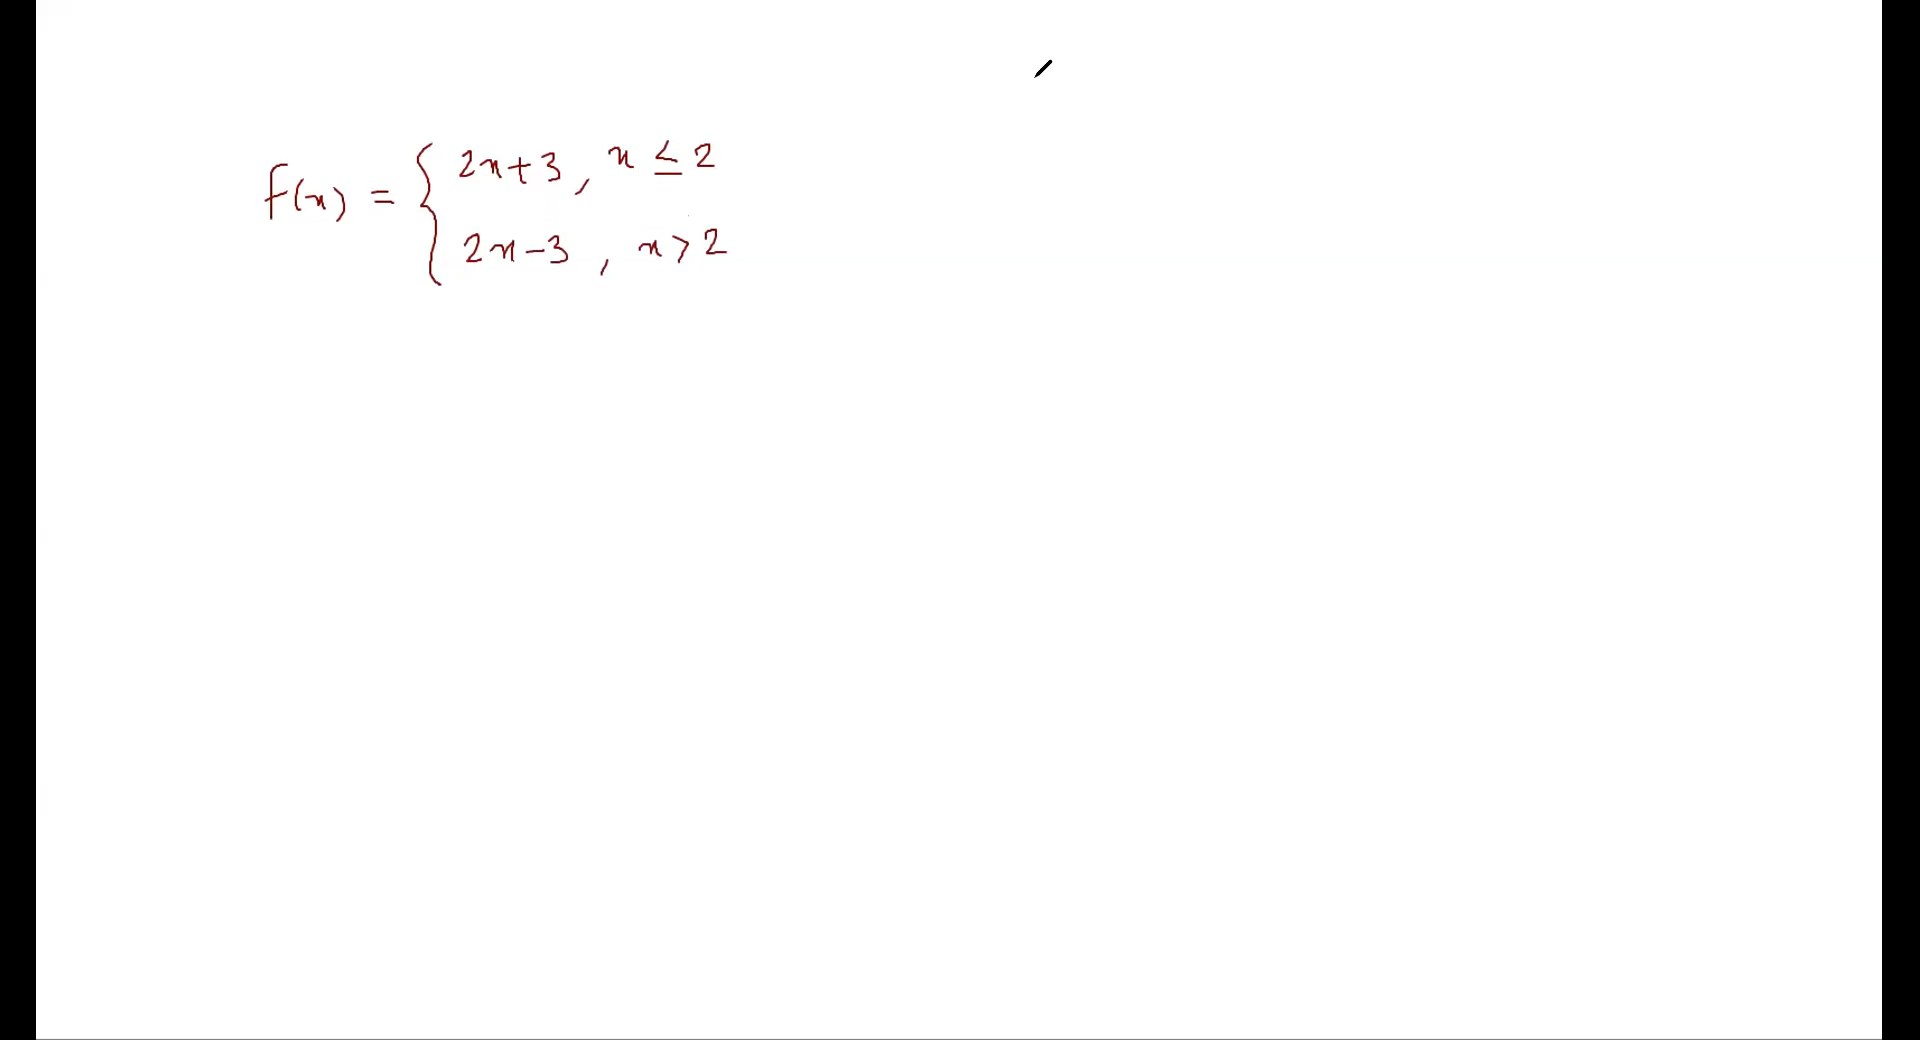 f(x) = { 2x+3, x ≤ 2
2x-3, x > 2